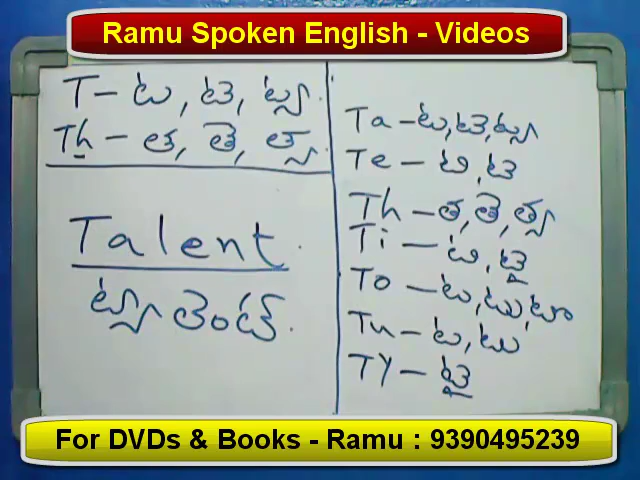 Ramu Spoken English - Videos
T - ట, టె, ట్యా
Th - త, తె, త్యా
Talent
ట్యాలెంట్.
Ta - ట, టె, ట్యా
Te - టి, టె
Th - త, తె, త్యా
Ti - టి, టై
To - ట, టు, టూ
Tu - ట, టు
TY - టై
For DVDs & Books - Ramu : 9390495239